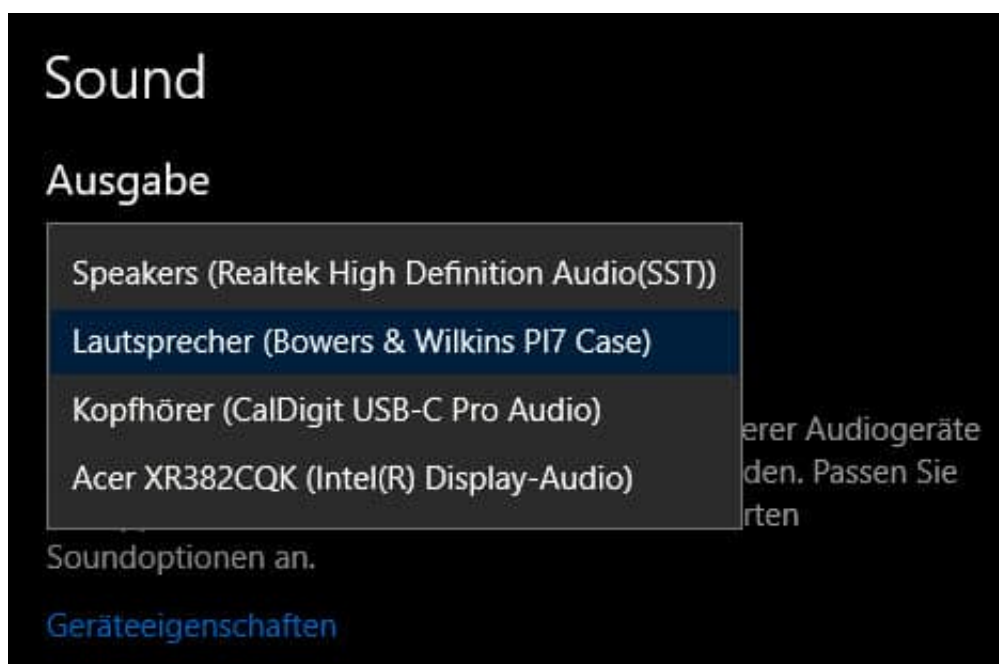 Sound
Ausgabe
Speakers (Realtek High Definition Audio(SST))
Lautsprecher (Bowers & Wilkins PI7 Case)
Kopfhörer (CalDigit USB-C Pro Audio)
erer Audiogeräte
Acer XR382CQK (Intel(R) Display-Audio)
den. Passen Sie
rten
Soundoptionen an.
Geräteeigenschaften